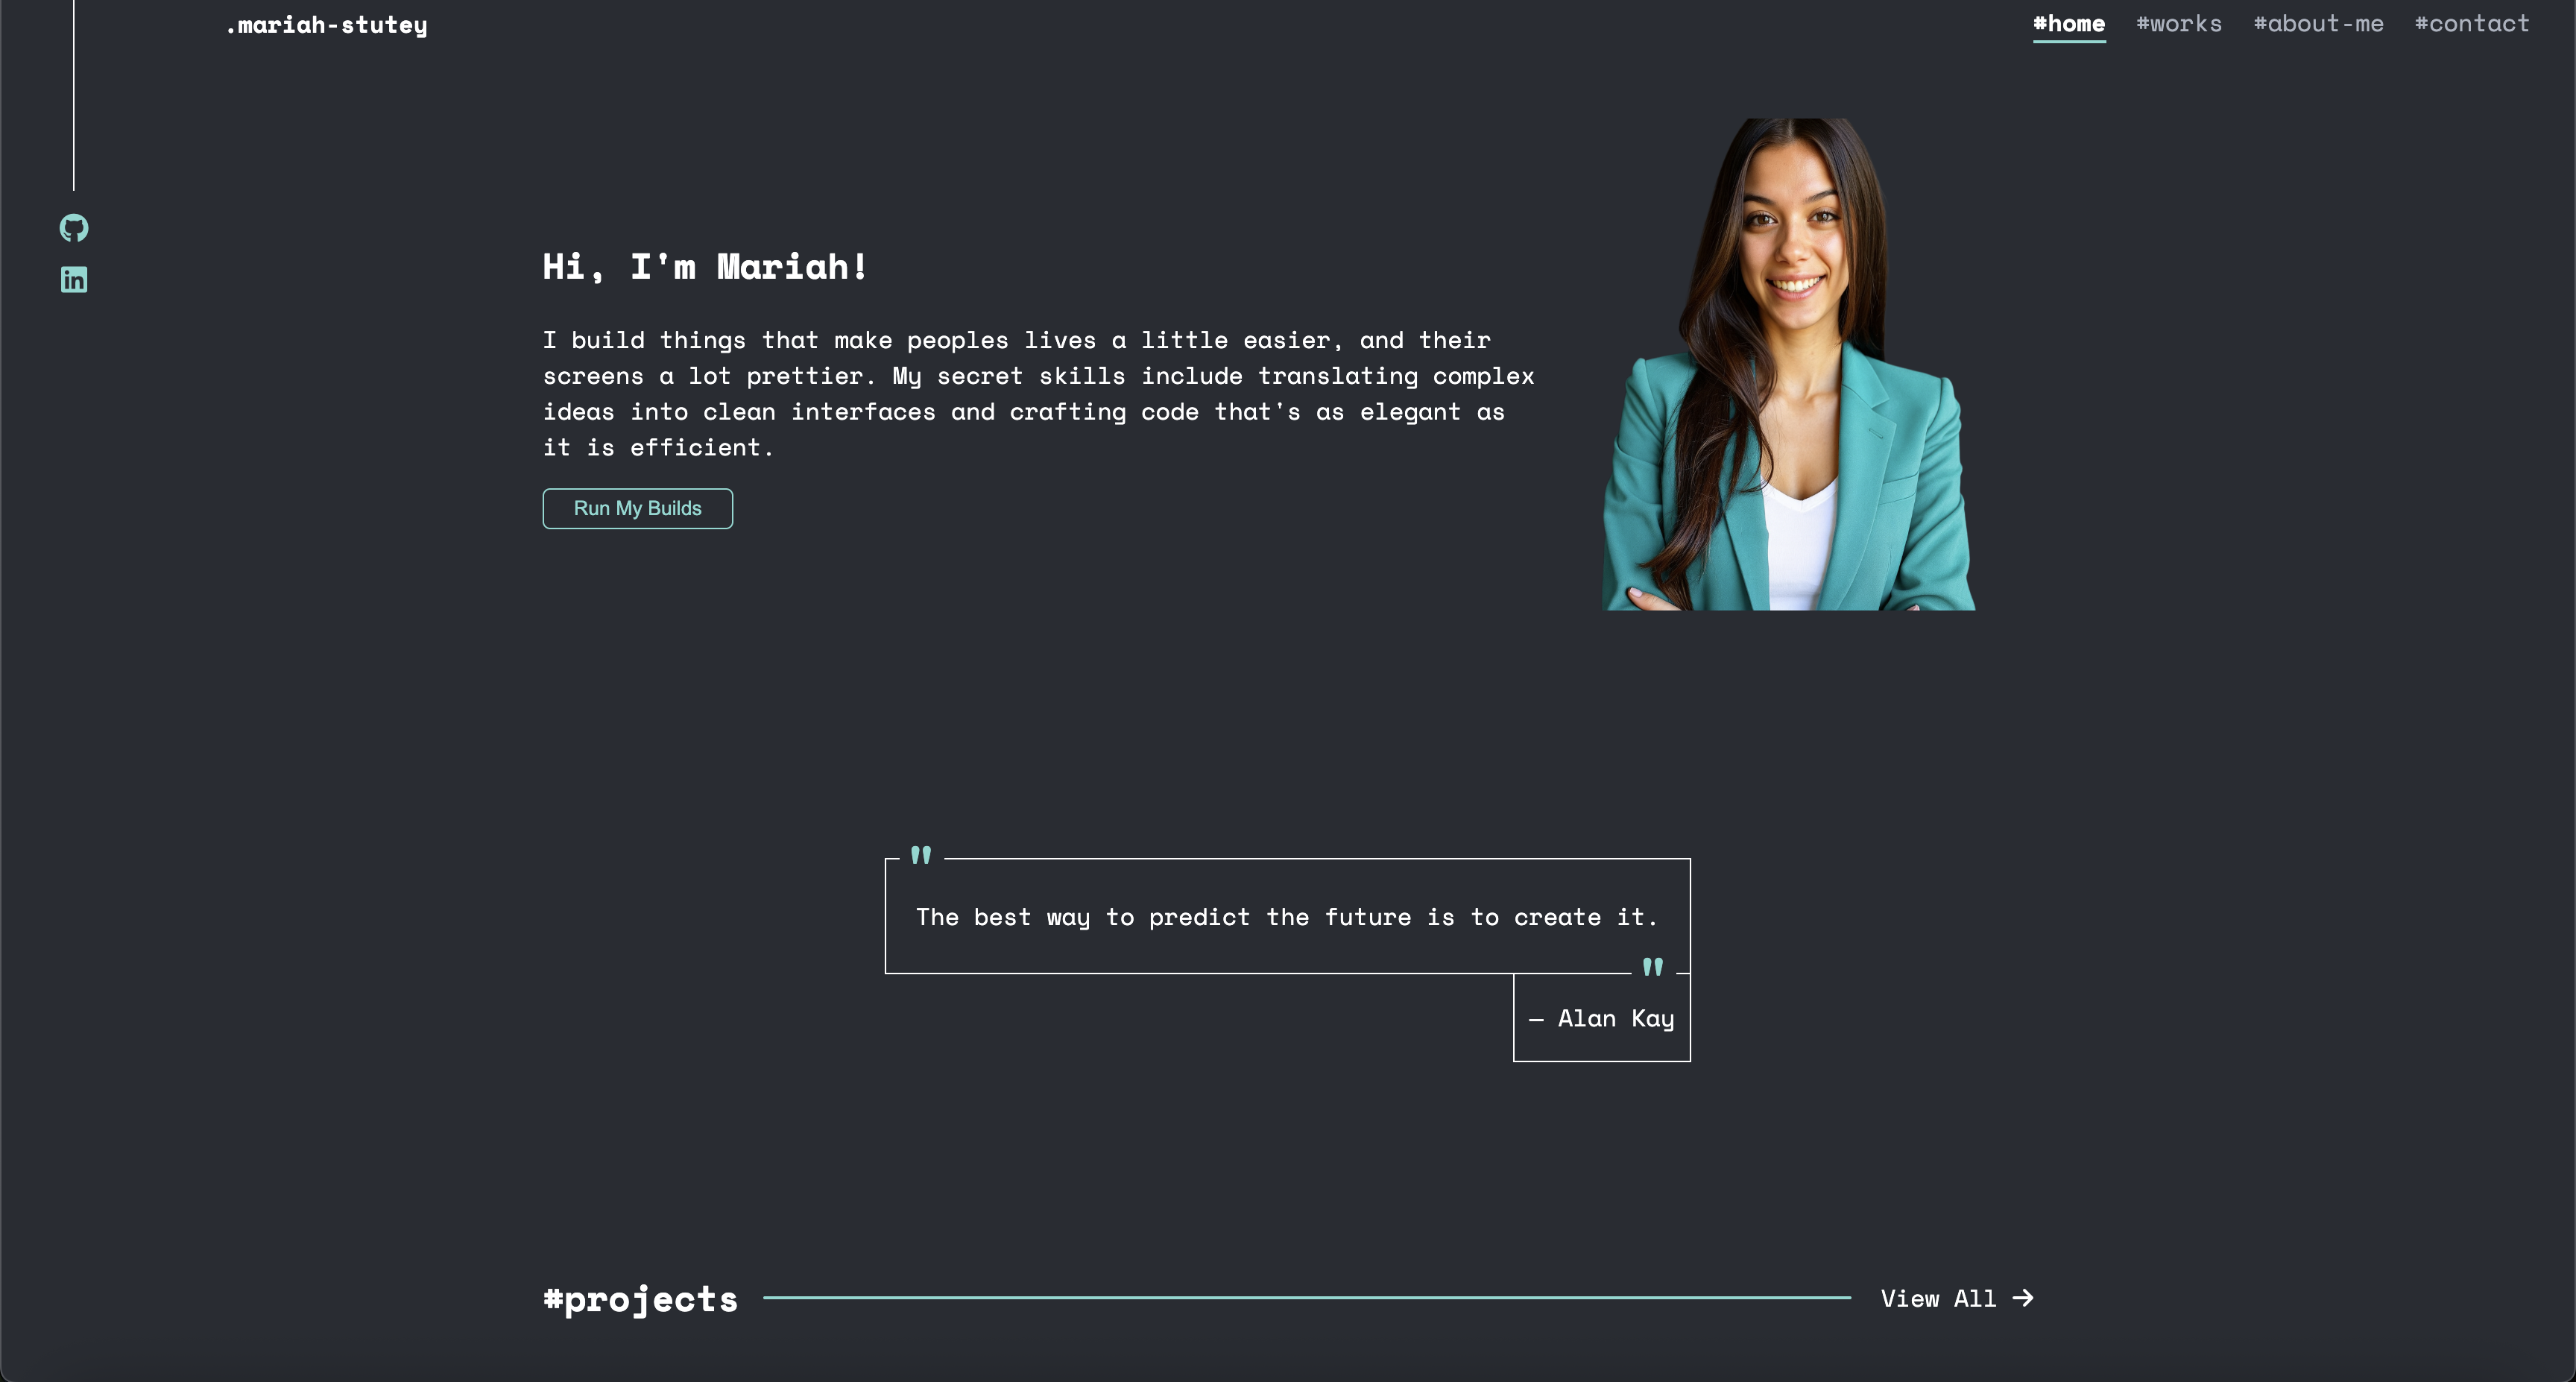 .mariah-stutey
#home #works #about-me #contact
in
Hi, I'm Mariah!
I build things that make peoples lives a little easier, and their
screens a lot prettier. My secret skills include translating complex
ideas into clean interfaces and crafting code that's as elegant as
it is efficient.
Run My Builds
"
The best way to predict the future is to create it.
"
— Alan Kay
#projects View All →